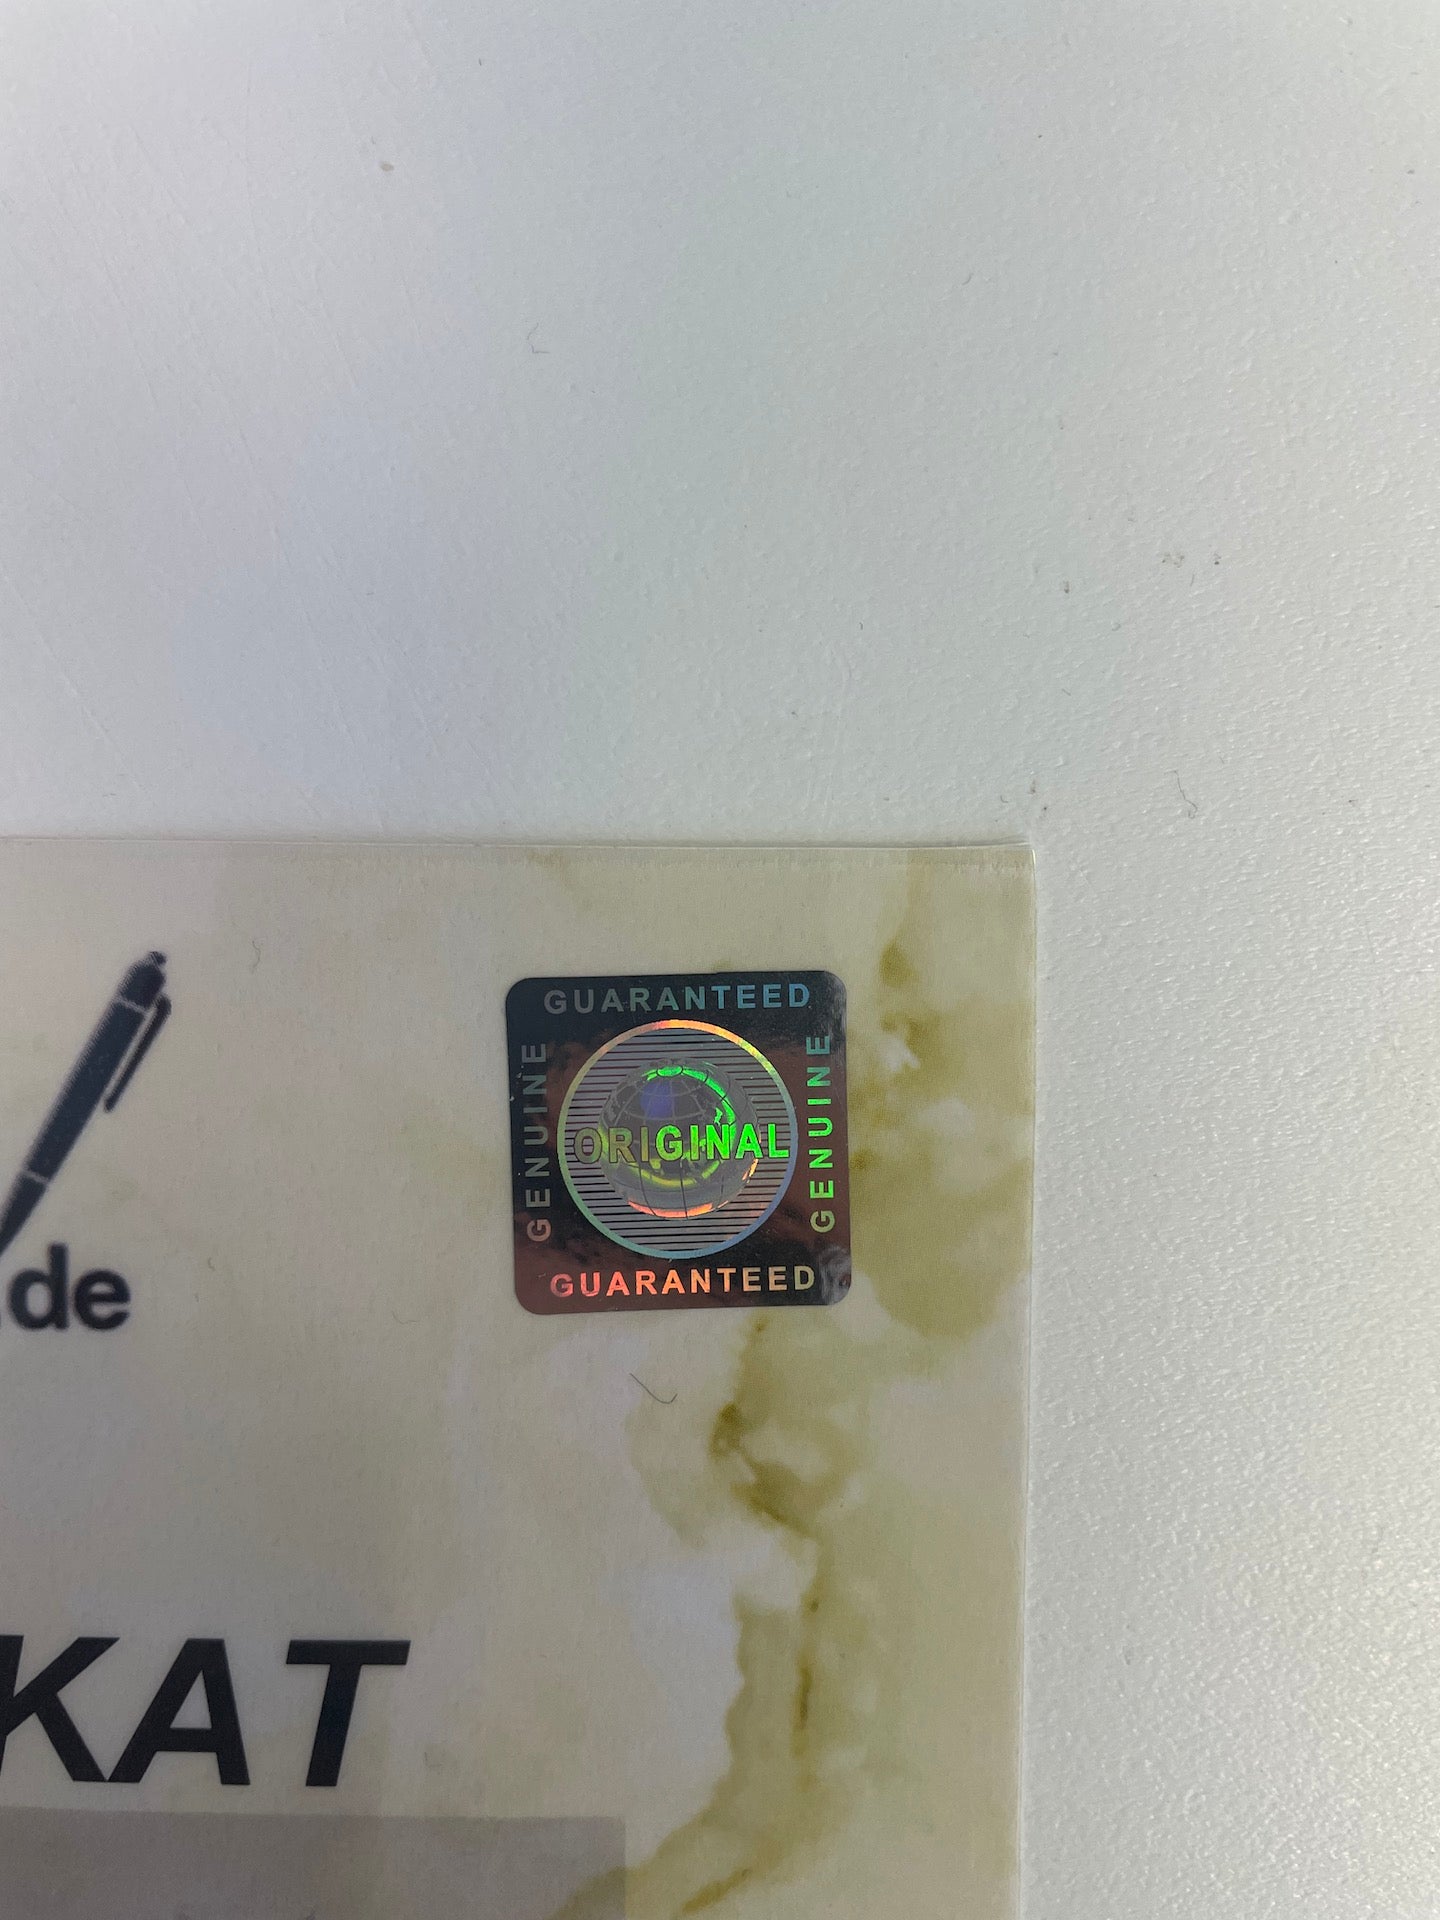 GUARANTEED
GENUINE
ORIGINAL
GENUINE
GUARANTEED
.de
KAT